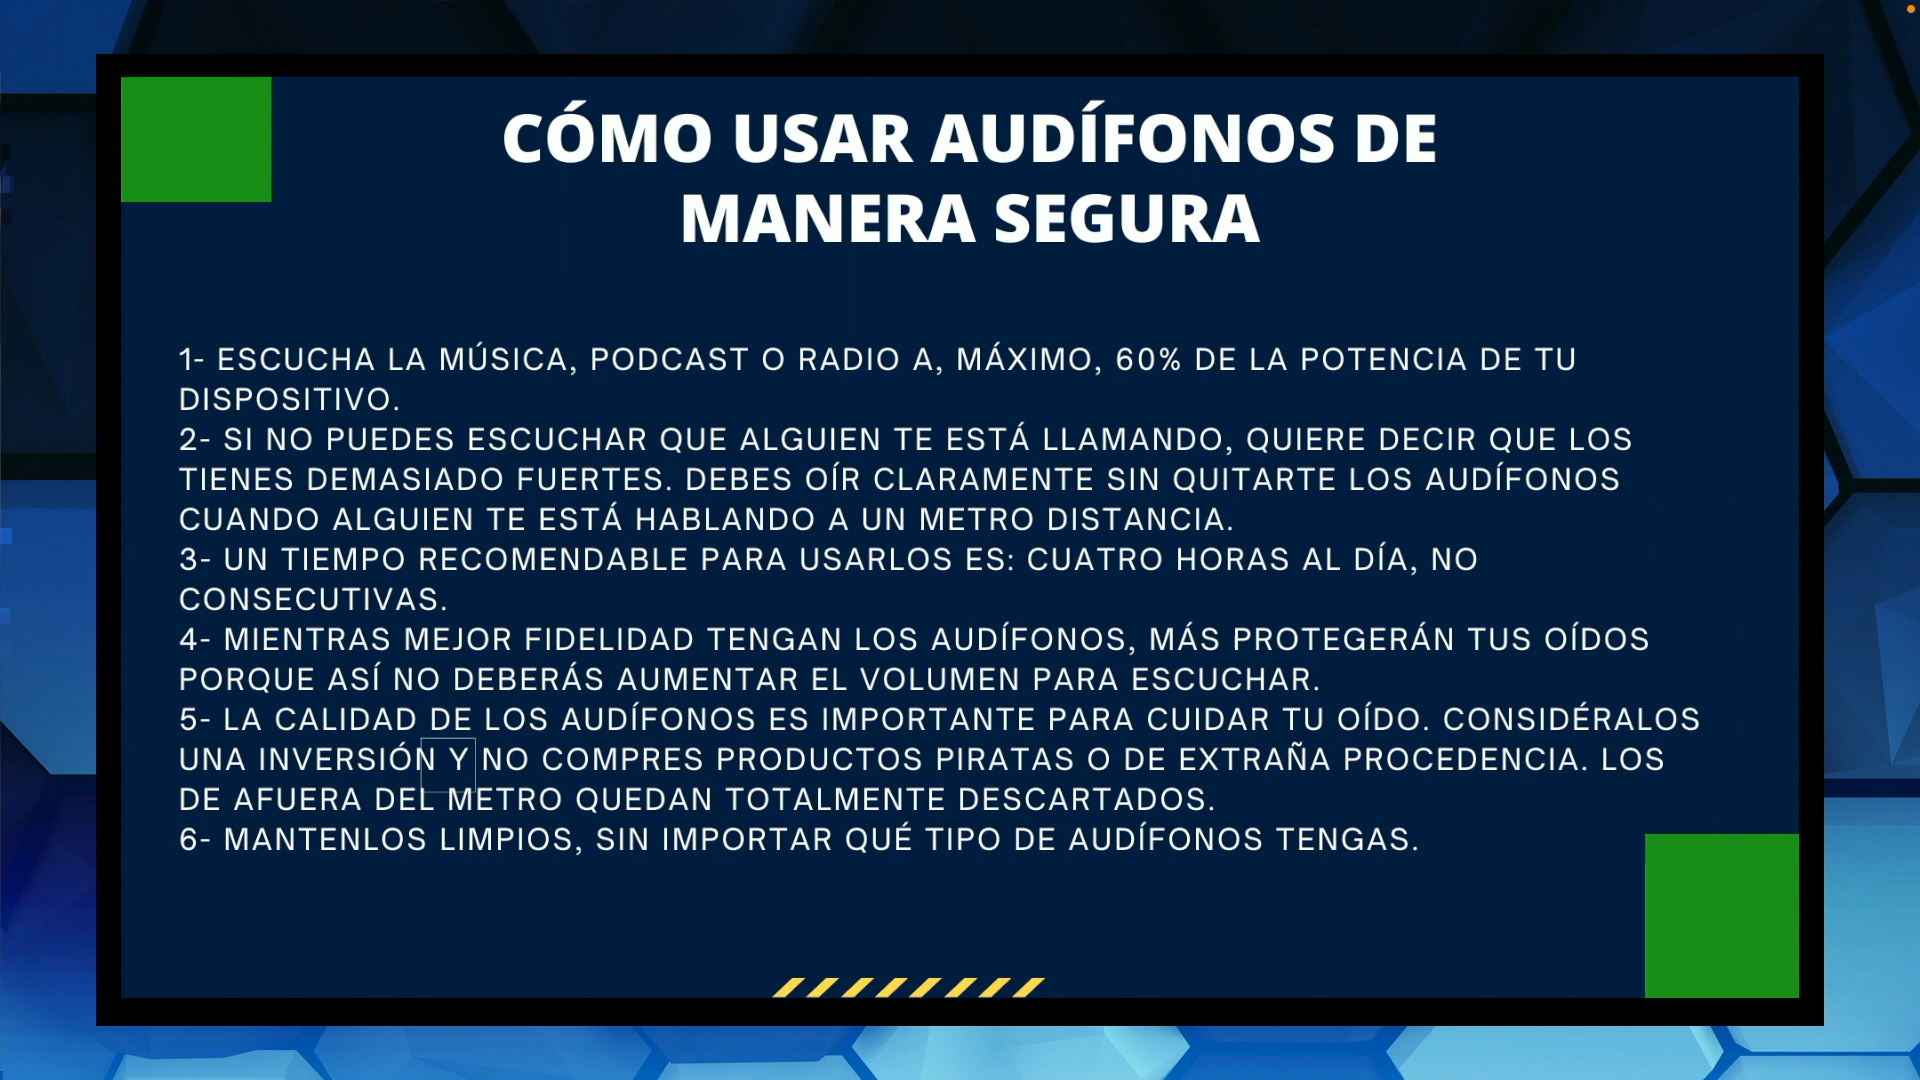 CÓMO USAR AUDÍFONOS DE
MANERA SEGURA
1- ESCUCHA LA MÚSICA, PODCAST O RADIO A, MÁXIMO, 60% DE LA POTENCIA DE TU
DISPOSITIVO.
2- SI NO PUEDES ESCUCHAR QUE ALGUIEN TE ESTÁ LLAMANDO, QUIERE DECIR QUE LOS
TIENES DEMASIADO FUERTES. DEBES OÍR CLARAMENTE SIN QUITARTE LOS AUDÍFONOS
CUANDO ALGUIEN TE ESTÁ HABLANDO A UN METRO DISTANCIA.
3- UN TIEMPO RECOMENDABLE PARA USARLOS ES: CUATRO HORAS AL DÍA, NO
CONSECUTIVAS.
4- MIENTRAS MEJOR FIDELIDAD TENGAN LOS AUDÍFONOS, MÁS PROTEGERÁN TUS OÍDOS
PORQUE ASÍ NO DEBERÁS AUMENTAR EL VOLUMEN PARA ESCUCHAR.
5- LA CALIDAD DE LOS AUDÍFONOS ES IMPORTANTE PARA CUIDAR TU OÍDO. CONSIDÉRALOS
UNA INVERSIÓN Y NO COMPRES PRODUCTOS PIRATAS O DE EXTRAÑA PROCEDENCIA. LOS
DE AFUERA DEL METRO QUEDAN TOTALMENTE DESCARTADOS.
6- MANTENLOS LIMPIOS, SIN IMPORTAR QUÉ TIPO DE AUDÍFONOS TENGAS.